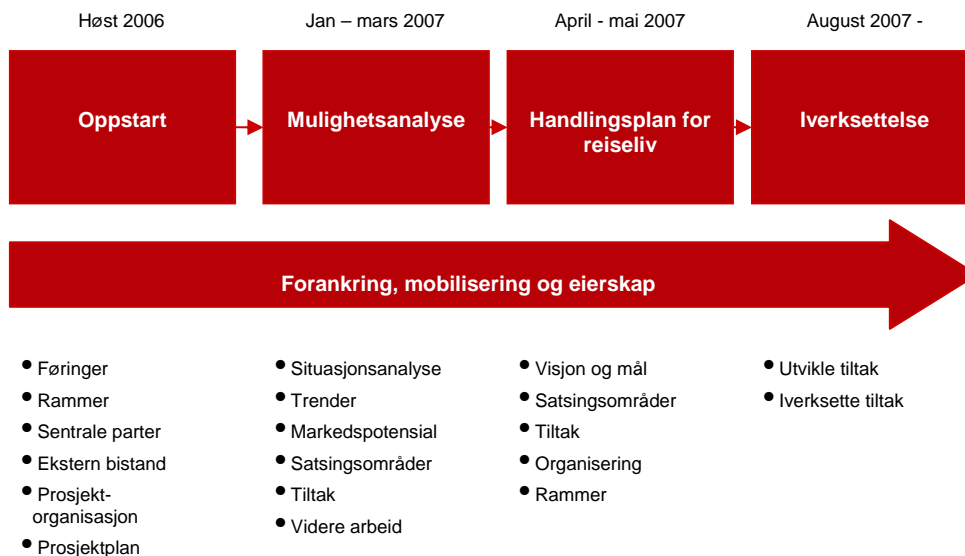 Høst 2006
Jan – mars 2007
April - mai 2007
August 2007 -
Oppstart
Mulighetsanalyse
Handlingsplan for
reiseliv
Iverksettelse
Forankring, mobilisering og eierskap
• Føringer
• Rammer
• Sentrale parter
• Ekstern bistand
• Prosjekt-
organisasjon
• Prosjektplan
• Situasjonsanalyse
• Trender
• Markedspotensial
• Satsingsområder
• Tiltak
• Videre arbeid
• Visjon og mål
• Satsingsområder
• Tiltak
• Organisering
• Rammer
• Utvikle tiltak
• Iverksette tiltak